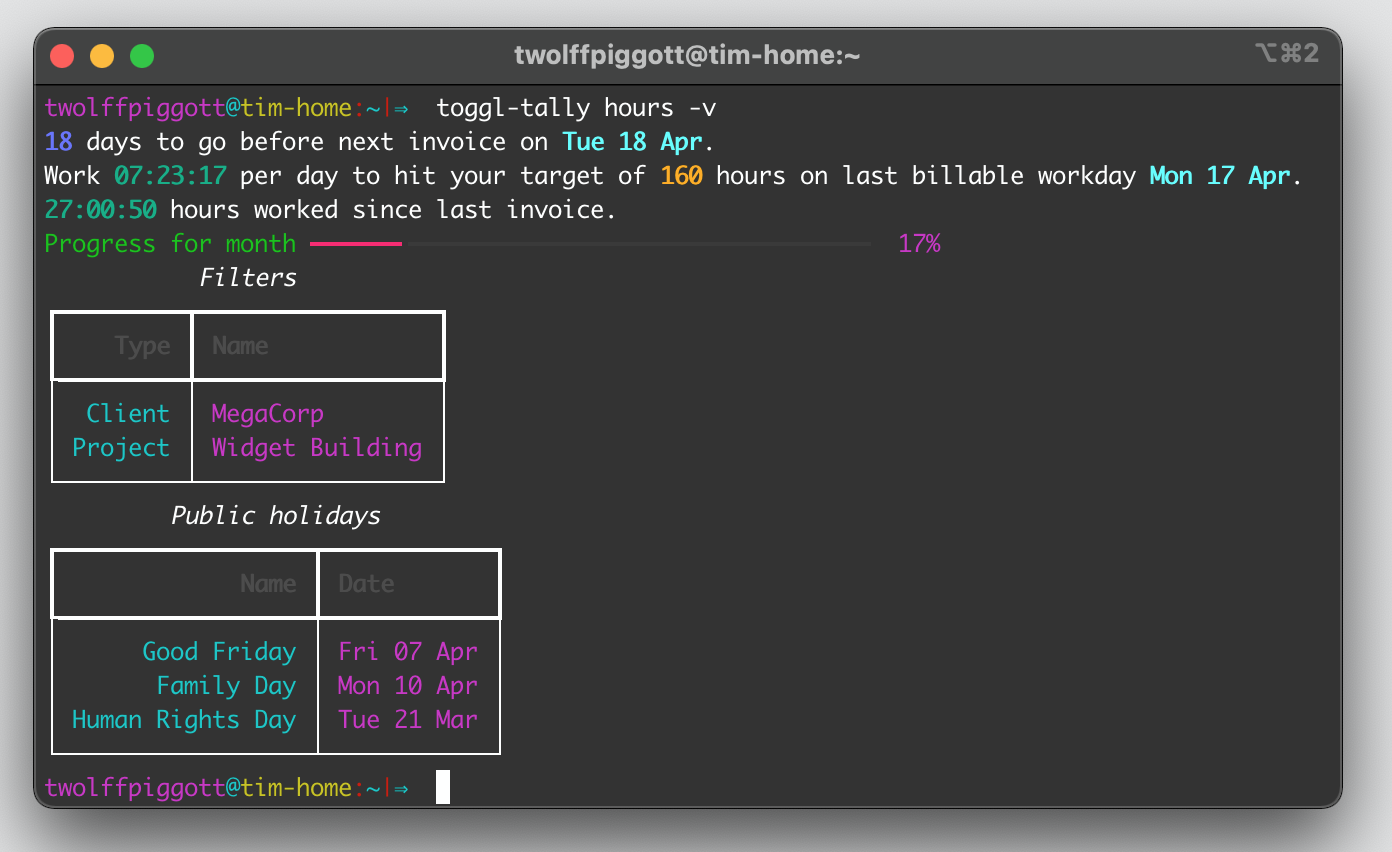 twolffpiggott@tim-home:~
⌥⌘2
twolffpiggott@tim-home:~|⇒  toggl-tally hours -v
18 days to go before next invoice on Tue 18 Apr.
Work 07:23:17 per day to hit your target of 160 hours on last billable workday Mon 17 Apr.
27:00:50 hours worked since last invoice.
Progress for month 17%
Filters
Type Name
Client MegaCorp
Project Widget Building
Public holidays
Name Date
Good Friday Fri 07 Apr
Family Day Mon 10 Apr
Human Rights Day Tue 21 Mar
twolffpiggott@tim-home:~|⇒